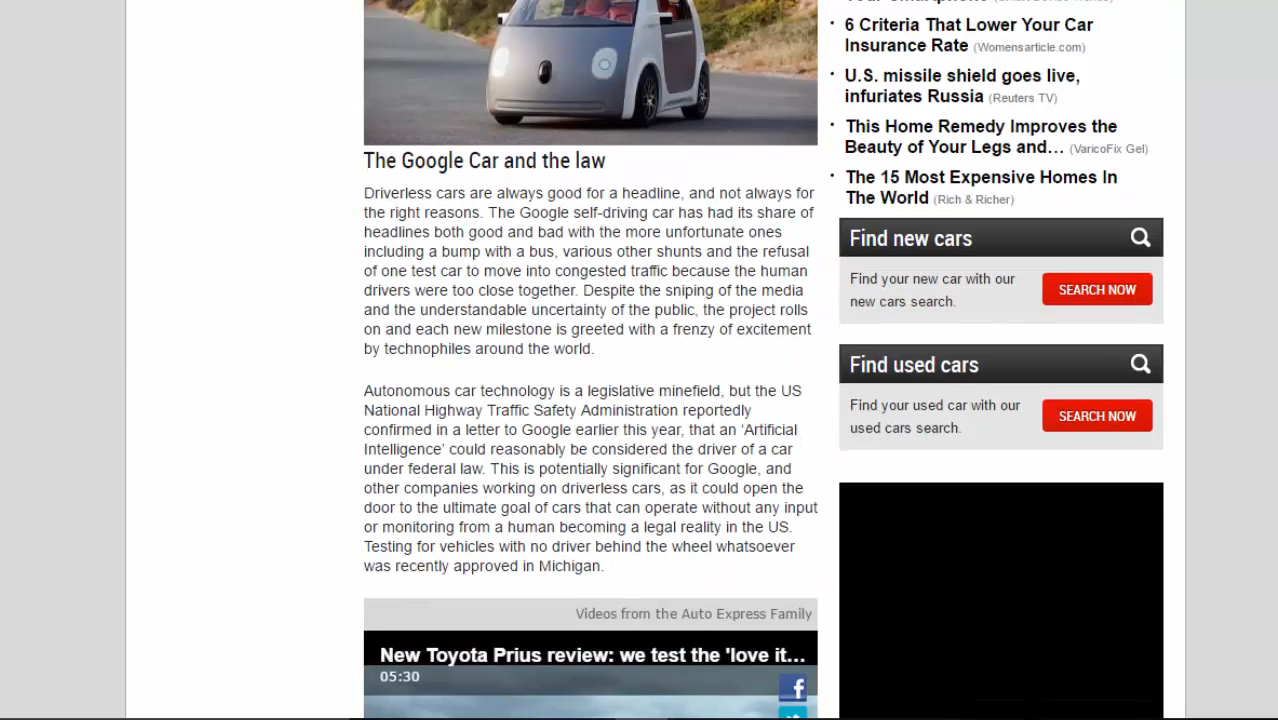 6 Criteria That Lower Your Car
Insurance Rate (Womensarticle.com)
U.S. missile shield goes live,
infuriates Russia (Reuters TV)
This Home Remedy Improves the
Beauty of Your Legs and… (VaricoFix Gel)
The 15 Most Expensive Homes In
The World (Rich & Richer)
The Google Car and the law
Driverless cars are always good for a headline, and not always for
the right reasons. The Google self-driving car has had its share of
headlines both good and bad with the more unfortunate ones
including a bump with a bus, various other shunts and the refusal
of one test car to move into congested traffic because the human
drivers were too close together. Despite the sniping of the media
and the understandable uncertainty of the public, the project rolls
on and each new milestone is greeted with a frenzy of excitement
by technophiles around the world.
Autonomous car technology is a legislative minefield, but the US
National Highway Traffic Safety Administration reportedly
confirmed in a letter to Google earlier this year, that an ‘Artificial
Intelligence’ could reasonably be considered the driver of a car
under federal law. This is potentially significant for Google, and
other companies working on driverless cars, as it could open the
door to the ultimate goal of cars that can operate without any input
or monitoring from a human becoming a legal reality in the US.
Testing for vehicles with no driver behind the wheel whatsoever
was recently approved in Michigan.
Find new cars
Find your new car with our
new cars search.
SEARCH NOW
Find used cars
Find your used car with our
used cars search.
SEARCH NOW
Videos from the Auto Express Family
New Toyota Prius review: we test the 'love it…
05:30
f